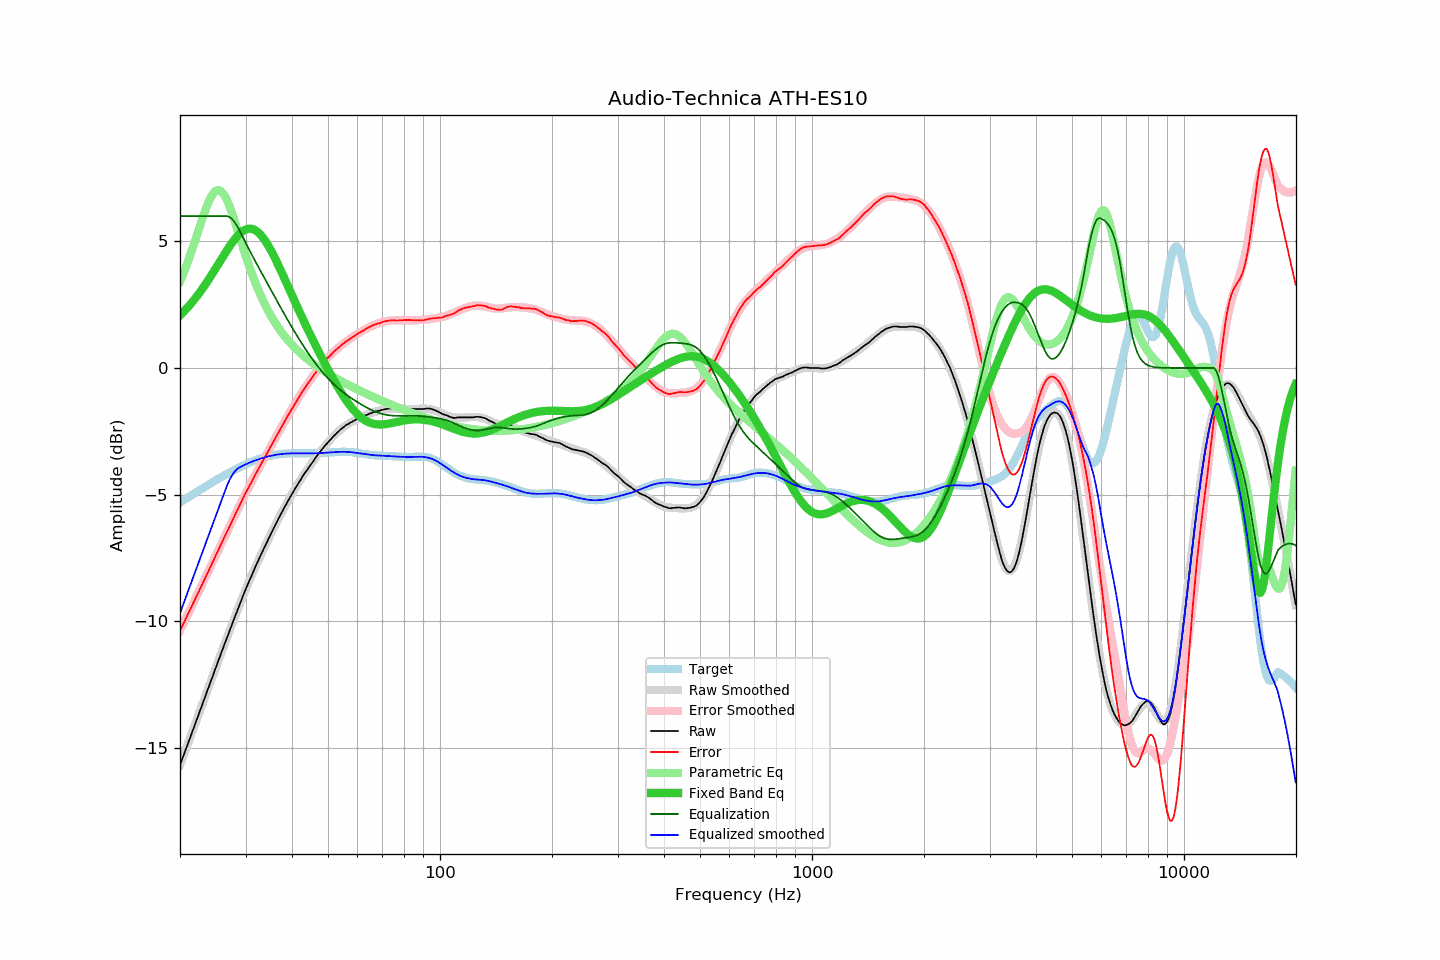 Audio-Technica ATH-ES10
Amplitude (dBr)
5
0
−5
−10
−15
Target
Raw Smoothed
Error Smoothed
Raw
Error
Parametric Eq
Fixed Band Eq
Equalization
Equalized smoothed
100
1000
10000
Frequency (Hz)